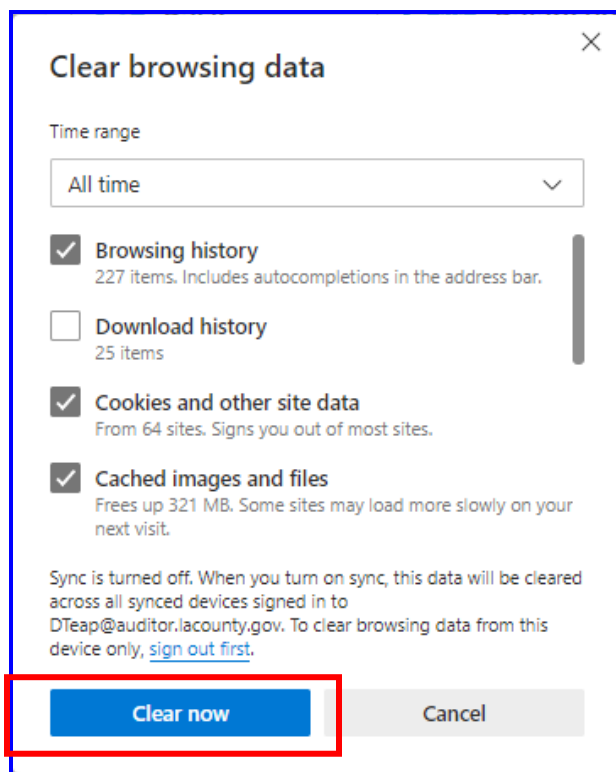 Clear browsing data
Time range
All time
Browsing history
227 items. Includes autocompletions in the address bar.
Download history
25 items
Cookies and other site data
From 64 sites. Signs you out of most sites.
Cached images and files
Frees up 321 MB. Some sites may load more slowly on your
next visit.
Sync is turned off. When you turn on sync, this data will be cleared
across all synced devices signed in to
DTeap@auditor.lacounty.gov. To clear browsing data from this
device only, sign out first.
Clear now
Cancel